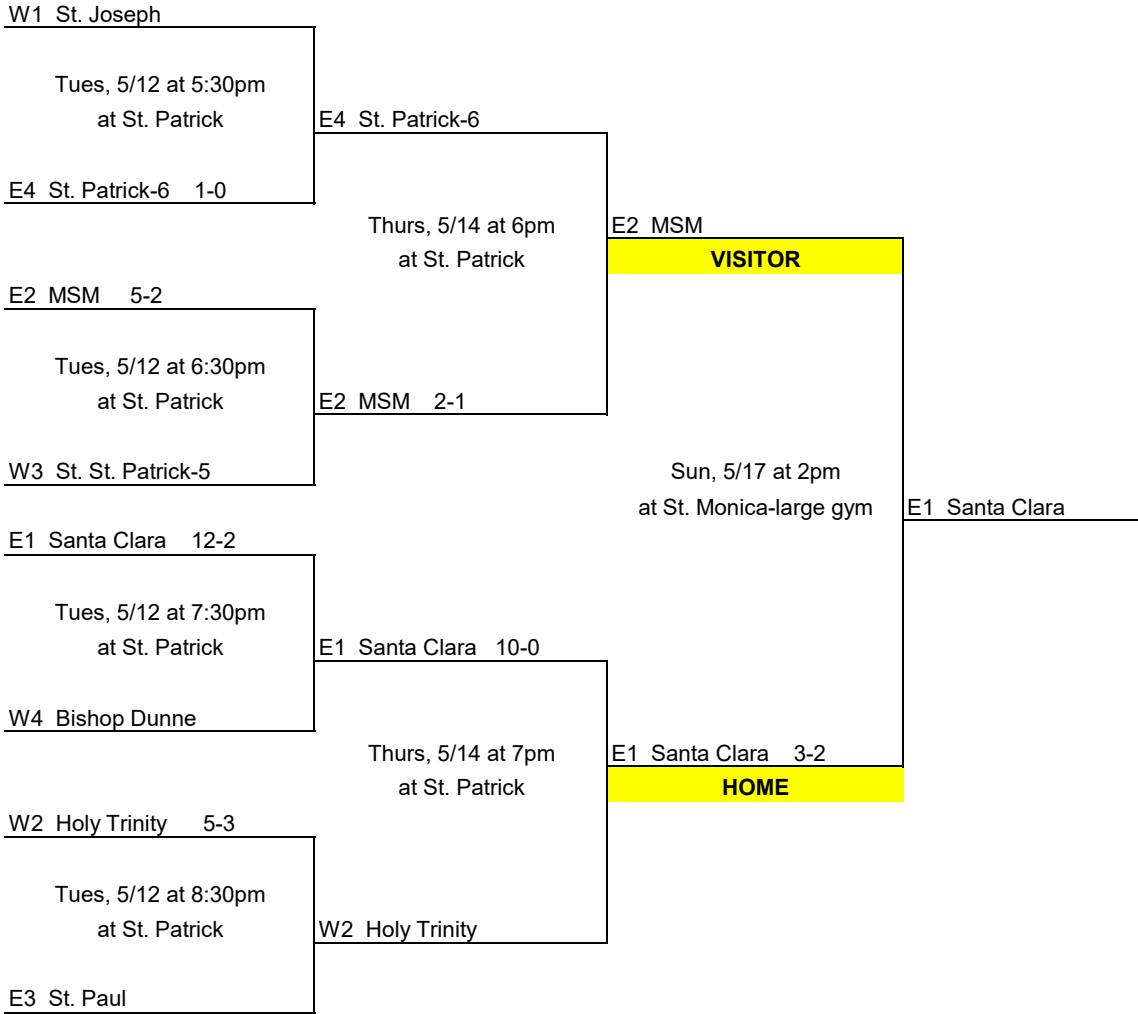 W1 St. Joseph
Tues, 5/12 at 5:30pm
at St. Patrick
E4 St. Patrick-6
E4 St. Patrick-6 1-0
Thurs, 5/14 at 6pm
at St. Patrick
E2 MSM
VISITOR
E2 MSM 5-2
Tues, 5/12 at 6:30pm
at St. Patrick
E2 MSM 2-1
W3 St. St. Patrick-5
Sun, 5/17 at 2pm
at St. Monica-large gym
E1 Santa Clara
E1 Santa Clara 12-2
Tues, 5/12 at 7:30pm
at St. Patrick
E1 Santa Clara 10-0
W4 Bishop Dunne
Thurs, 5/14 at 7pm
at St. Patrick
E1 Santa Clara 3-2
HOME
W2 Holy Trinity 5-3
Tues, 5/12 at 8:30pm
at St. Patrick
W2 Holy Trinity
E3 St. Paul